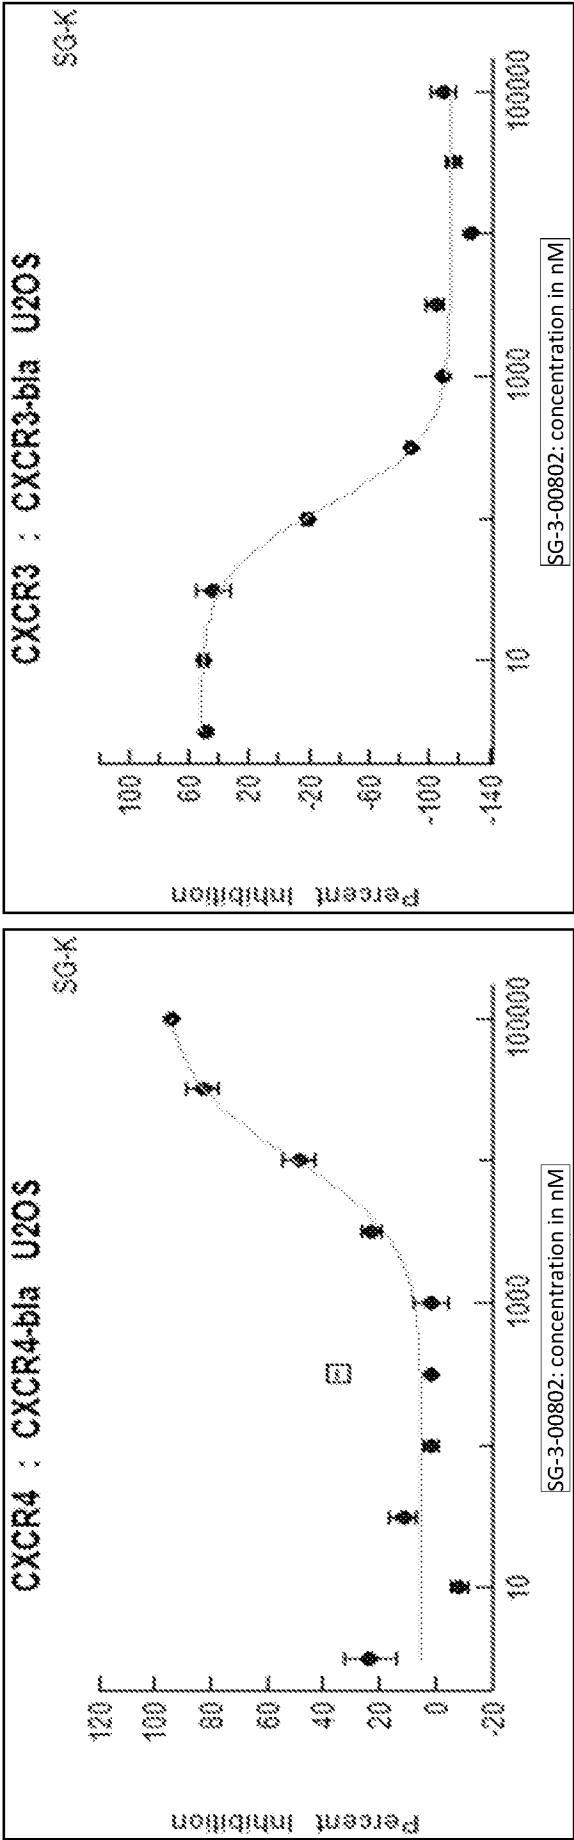 CXCR4 : CXCR4-bla U2OS
SG-K
Percent Inhibition
120
100
80
60
40
20
0
-20
10
1000
100000
SG-3-00802: concentration in nM
CXCR3 : CXCR3-bla U2OS
SG-K
Percent Inhibition
100
60
20
-20
-60
-100
-140
10
1000
100000
SG-3-00802: concentration in nM